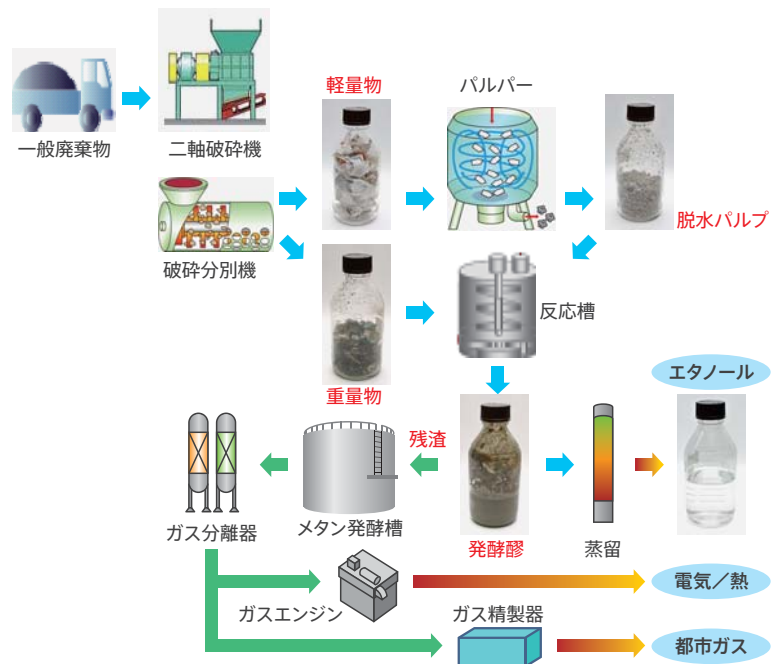 軽量物
パルパー
一般廃棄物
二軸破砕機
脱水パルプ
破砕分別機
反応槽
重量物
エタノール
残渣
ガス分離器
メタン発酵槽
発酵醪
蒸留
電気／熱
ガスエンジン
ガス精製器
都市ガス